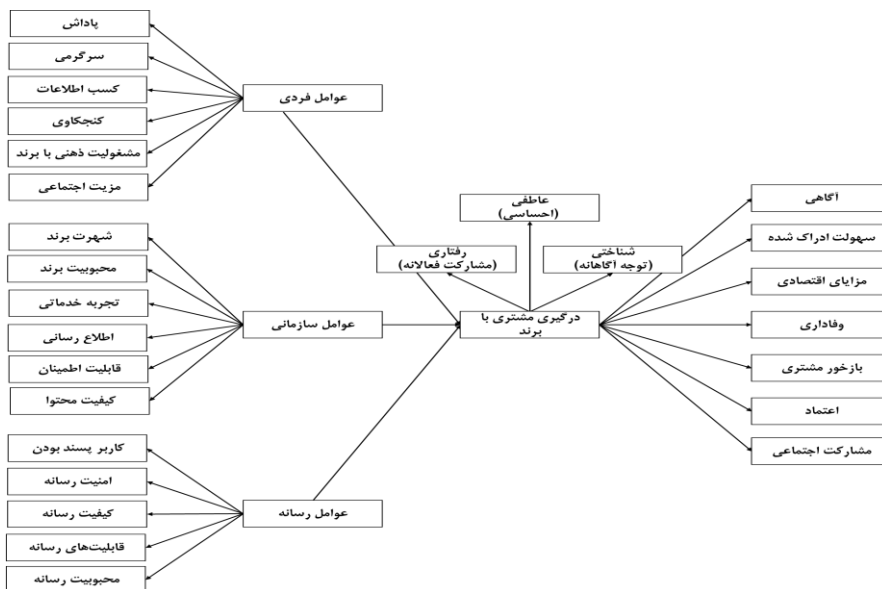 پاداش
سرگرمی
کسب اطلاعات
کنجکاوی
مشغولیت ذهنی با برند
مزیت اجتماعی
عوامل فردی
شهرت برند
محبوبیت برند
تجربه خدماتی
اطلاع رسانی
قابلیت اطمینان
کیفیت محتوا
عوامل سازمانی
کاربر پسند بودن
امنیت رسانه
کیفیت رسانه
قابلیت‌های رسانه
محبوبیت رسانه
عوامل رسانه
عاطفی
(احساسی)
رفتاری
(مشارکت فعالانه)
شناختی
(توجه آگاهانه)
درگیری مشتری با
برند
آگاهی
سهولت ادراک شده
مزایای اقتصادی
وفاداری
بازخور مشتری
اعتماد
مشارکت اجتماعی